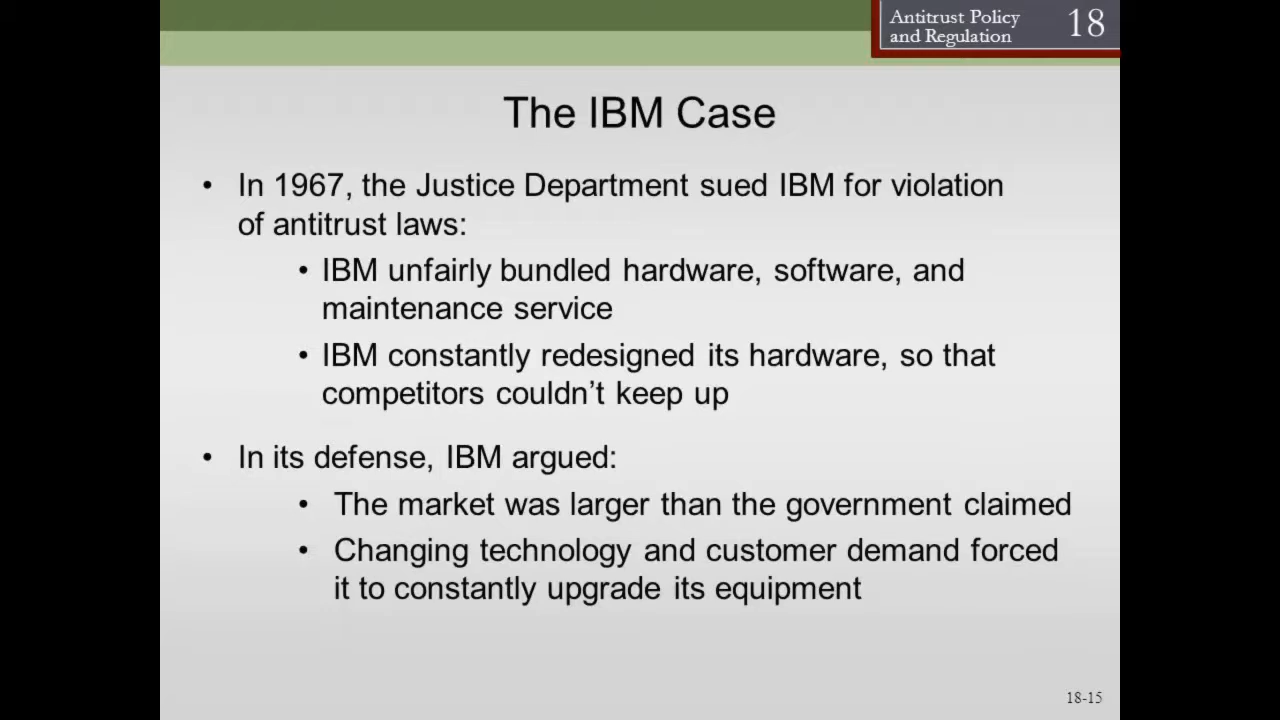 Antitrust Policy
and Regulation
18
The IBM Case
• In 1967, the Justice Department sued IBM for violation
of antitrust laws:
• IBM unfairly bundled hardware, software, and
maintenance service
• IBM constantly redesigned its hardware, so that
competitors couldn’t keep up
• In its defense, IBM argued:
• The market was larger than the government claimed
• Changing technology and customer demand forced
it to constantly upgrade its equipment
18-15